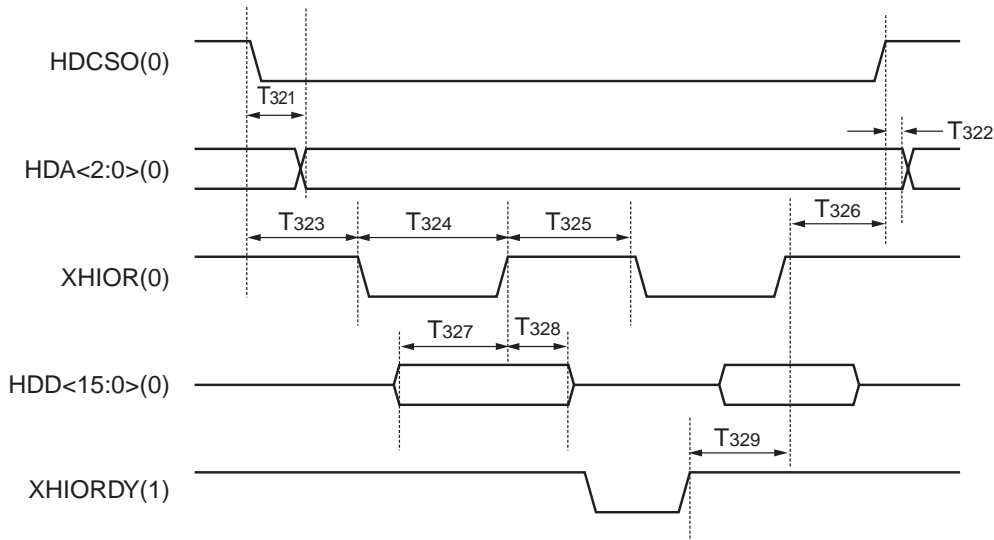 HDCSO(0)
T321
T322
HDA<2:0>(0)
T326
T323
T324
T325
XHIOR(0)
T327
T328
HDD<15:0>(0)
T329
XHIORDY(1)